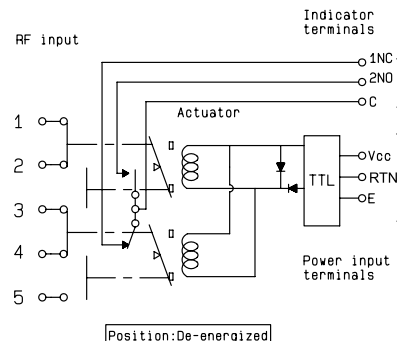 Indicator
terminals
RF input
1NC
2NO
C
Actuator
1
2
3
4
5
TTL
Vcc
RTN
E
Power input
terminals
Position:De-energized